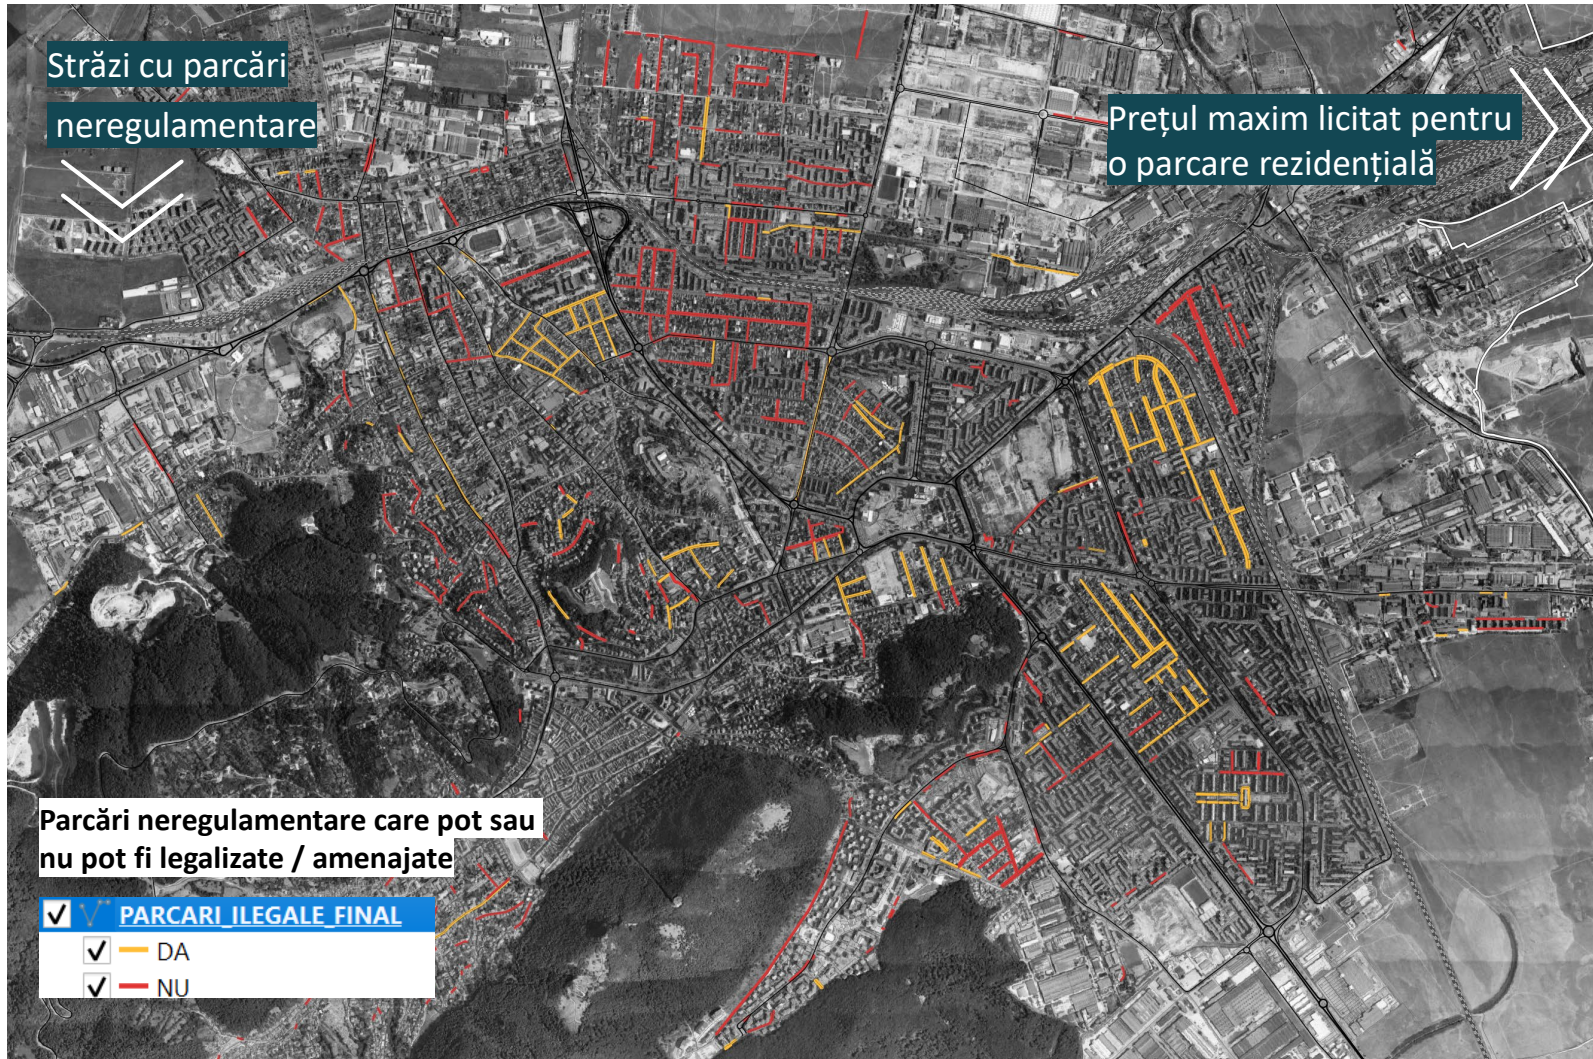 Străzi cu parcări
neregulamentare
Prețul maxim licitat pentru
o parcare rezidențială
Parcări neregulamentare care pot sau
nu pot fi legalizate / amenajate
PARCARI_ILEGALE_FINAL
DA
NU